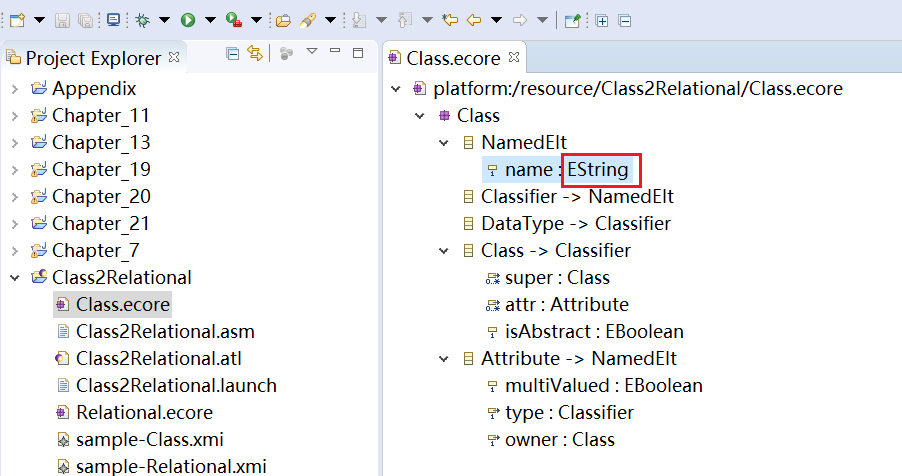 Project Explorer
Appendix
Chapter_11
Chapter_13
Chapter_19
Chapter_20
Chapter_21
Chapter_7
Class2Relational
Class.ecore
Class2Relational.asm
Class2Relational.atl
Class2Relational.launch
Relational.ecore
sample-Class.xmi
sample-Relational.xmi
Class.ecore
platform:/resource/Class2Relational/Class.ecore
Class
NamedElt
name : EString
Classifier -> NamedElt
DataType -> Classifier
Class -> Classifier
super : Class
attr : Attribute
isAbstract : EBoolean
Attribute -> NamedElt
multiValued : EBoolean
type : Classifier
owner : Class